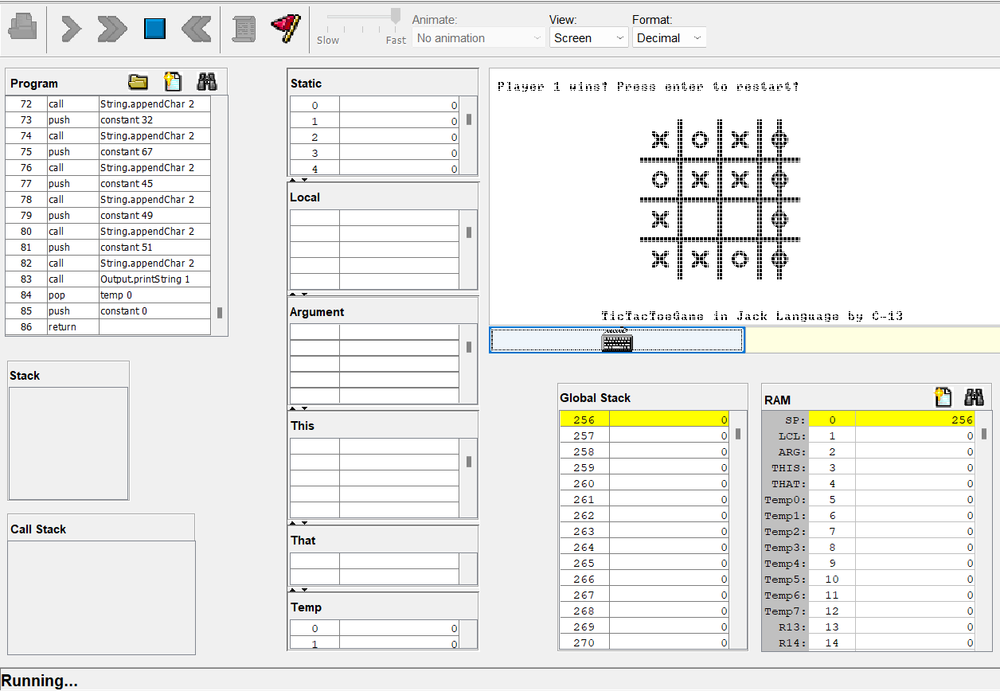 Animate:
View:
Format:
Slow
Fast
No animation
Screen
Decimal
Program
72 call String.appendChar 2
73 push constant 32
74 call String.appendChar 2
75 push constant 67
76 call String.appendChar 2
77 push constant 45
78 call String.appendChar 2
79 push constant 49
80 call String.appendChar 2
81 push constant 51
82 call String.appendChar 2
83 call Output.printString 1
84 pop temp 0
85 push constant 0
86 return
Stack
Call Stack
Static
0 0
1 0
2 0
3 0
4 0
Local
Argument
This
That
Temp
0 0
1 0
Player 1 wins! Press enter to restart!
X O X O
O X X O
X O
X X O O
TicTacToeGame in Jack Language by C-13
Global Stack
256 0
257 0
258 0
259 0
260 0
261 0
262 0
263 0
264 0
265 0
266 0
267 0
268 0
269 0
270 0
RAM
SP: 0 256
LCL: 1 0
ARG: 2 0
THIS: 3 0
THAT: 4 0
Temp0: 5 0
Temp1: 6 0
Temp2: 7 0
Temp3: 8 0
Temp4: 9 0
Temp5: 10 0
Temp6: 11 0
Temp7: 12 0
R13: 13 0
R14: 14 0
Running...